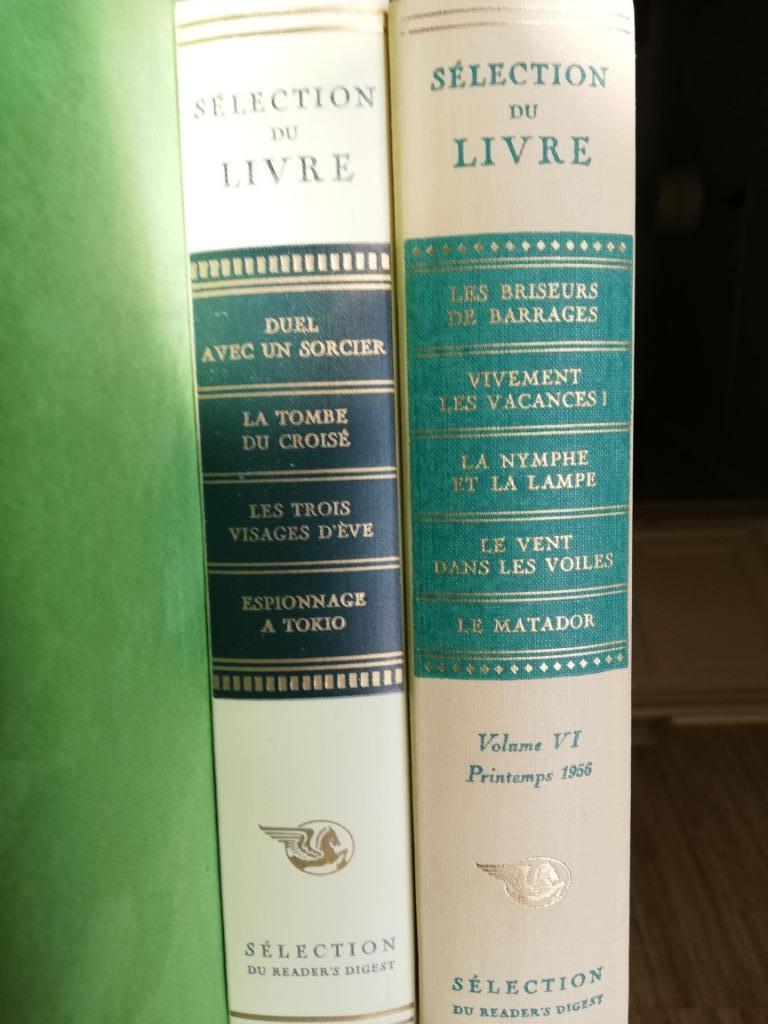 SÉLECTION
DU
LIVRE
DUEL
AVEC UN SORCIER
LA TOMBE
DU CROISÉ
LES TROIS
VISAGES D'ÈVE
ESPIONNAGE
A TOKIO
SÉLECTION
DU READER'S DIGEST
SÉLECTION
DU
LIVRE
LES BRISEURS
DE BARRAGES
VIVEMENT
LES VACANCES !
LA NYMPHE
ET LA LAMPE
LE VENT
DANS LES VOILES
LE MATADOR
Volume VI
Printemps 1956
SÉLECTION
DU READER'S DIGEST